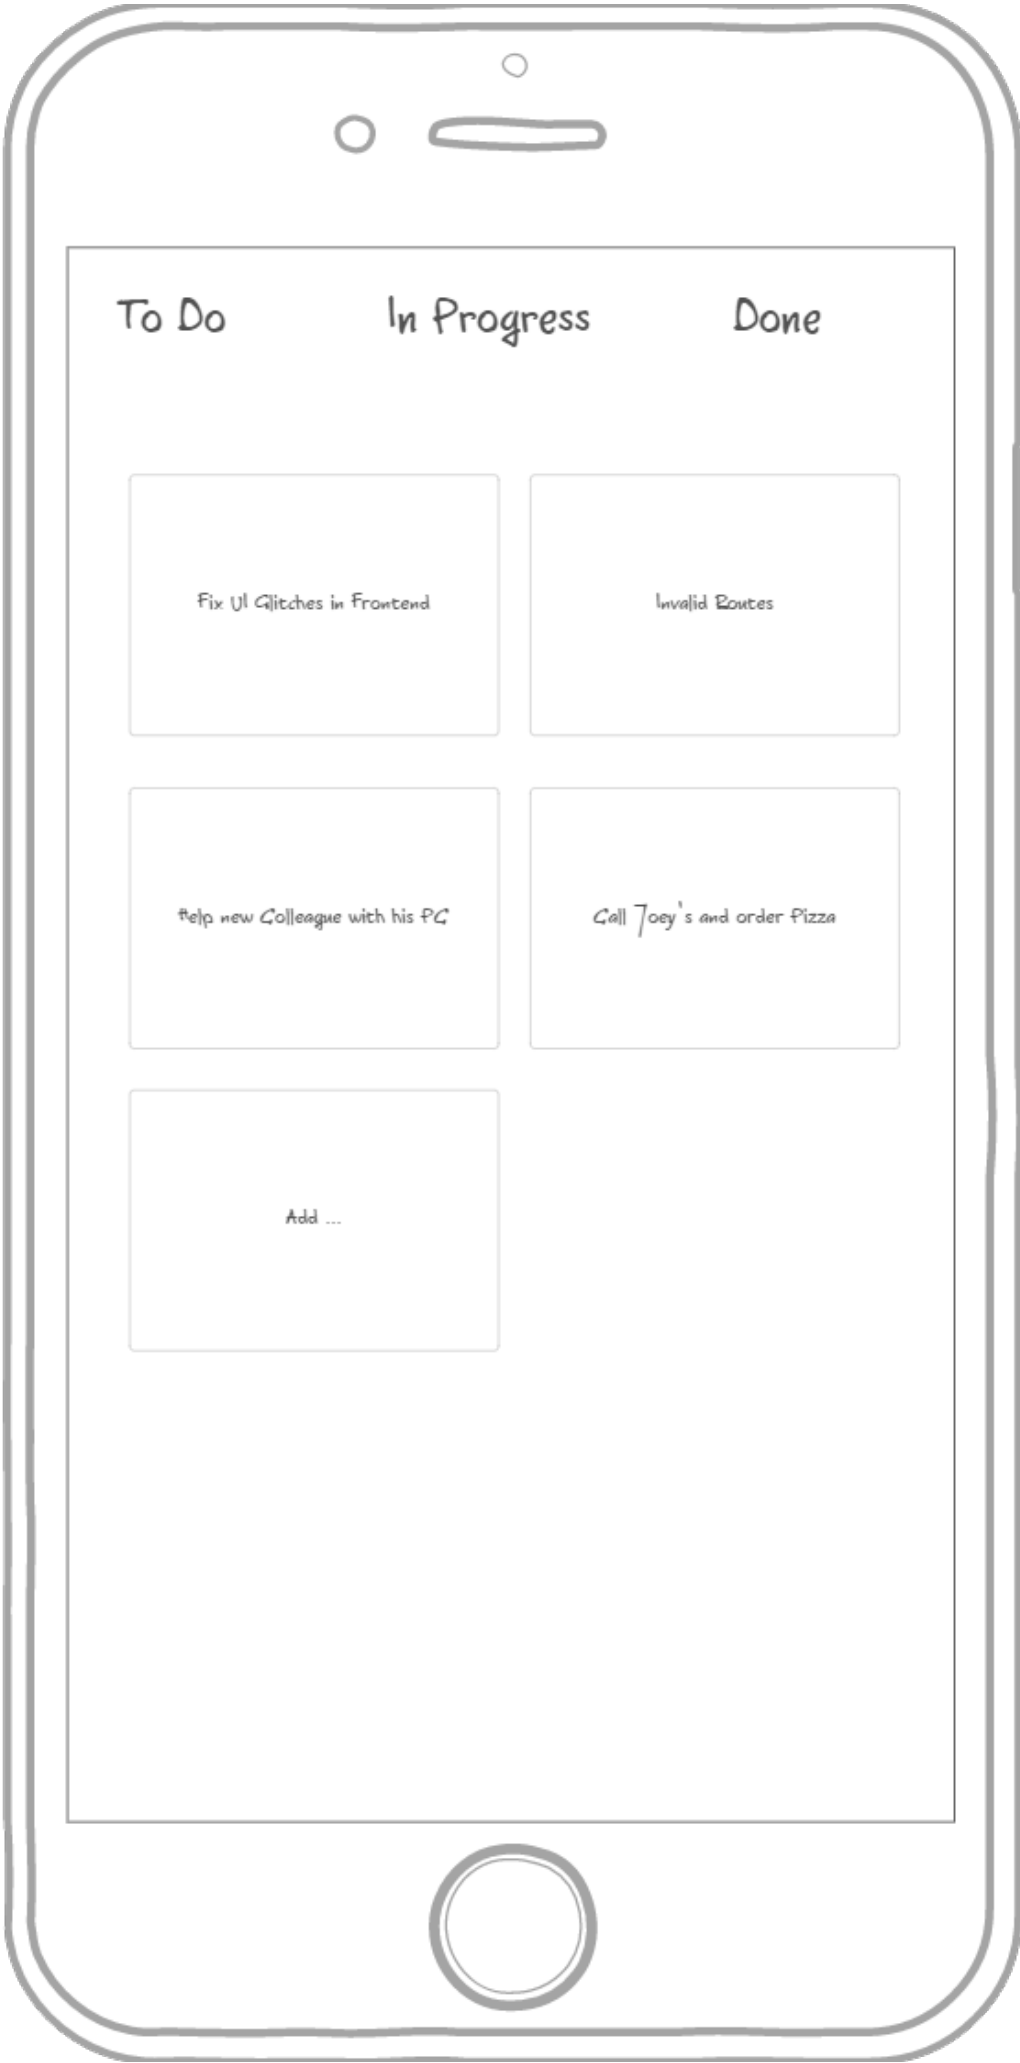 To Do In Progress Done
Fix UI Glitches in Frontend
Invalid Routes
Help new Colleague with his PC
Call Joey's and order Pizza
Add ...